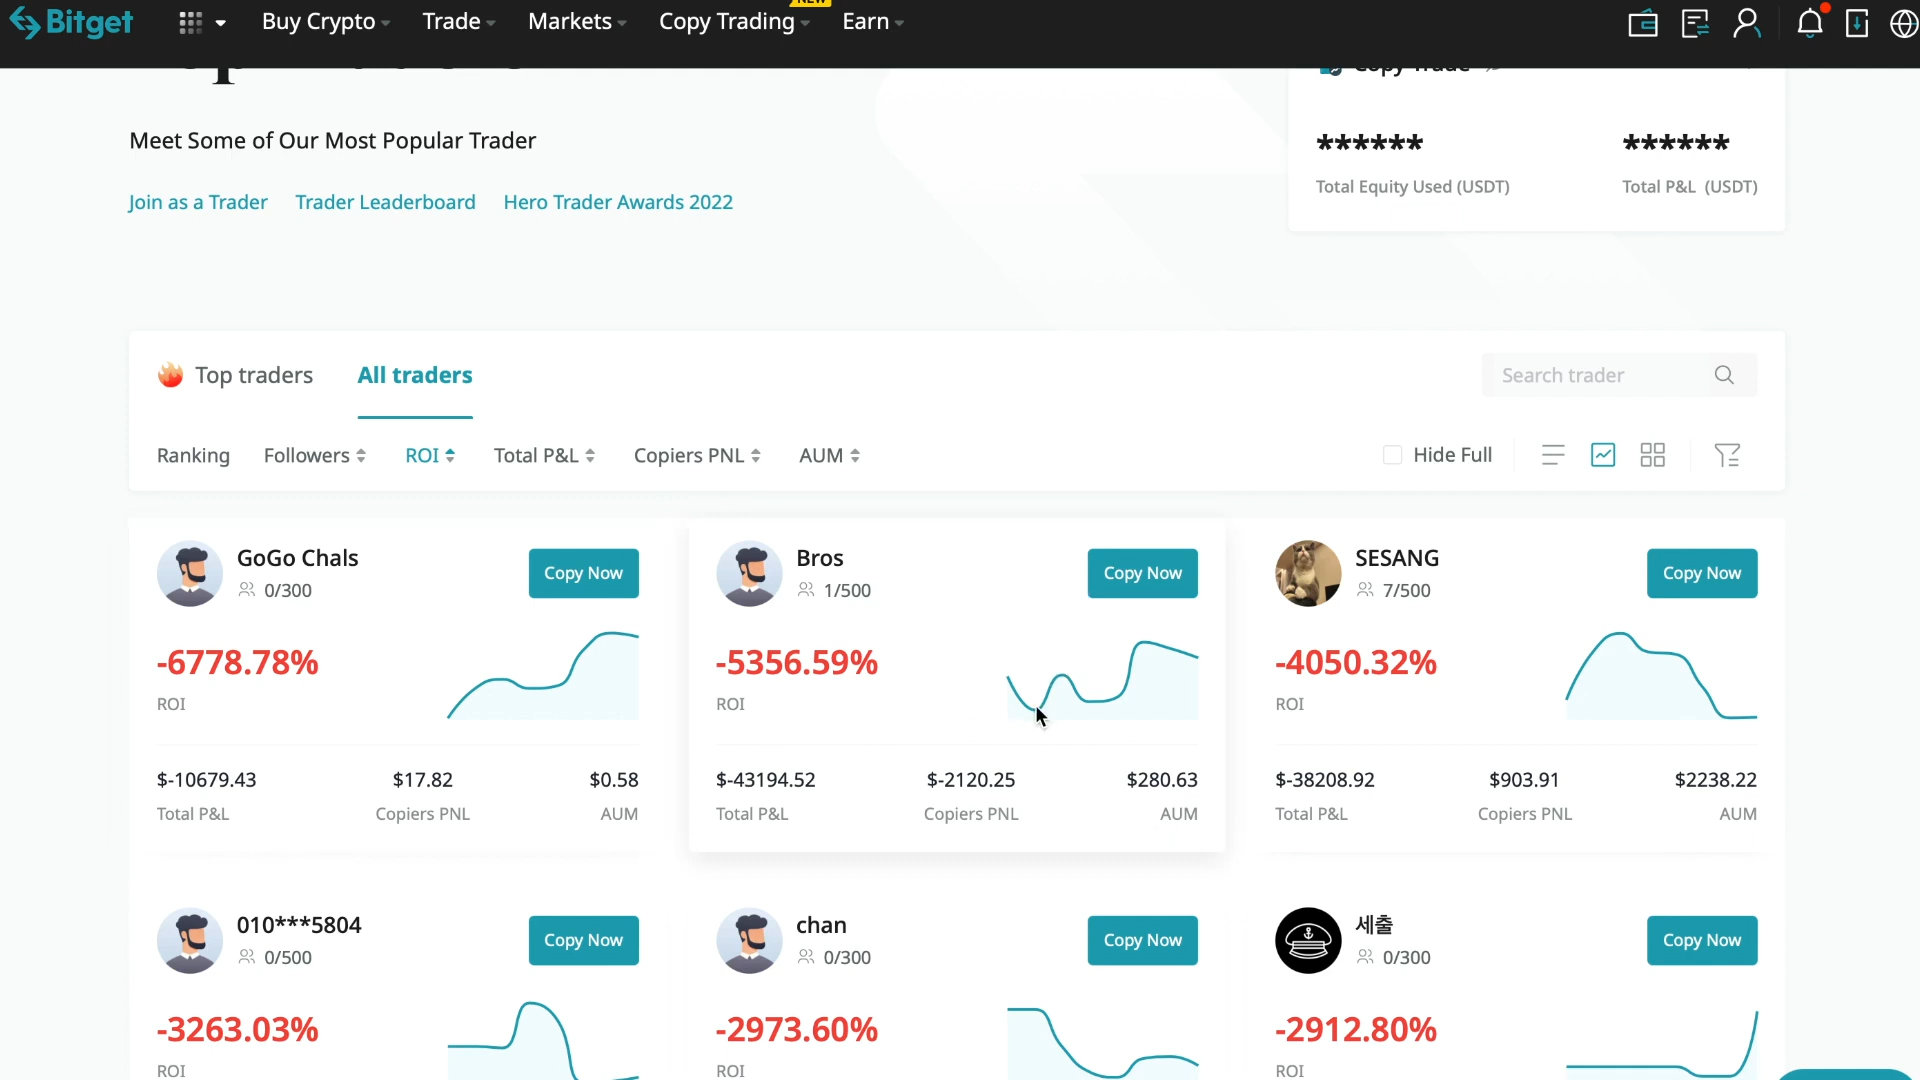 Bitget
Buy Crypto
Trade
Markets
Copy Trading
NEW
Earn
Copy Trade
Meet Some of Our Most Popular Trader
Join as a Trader
Trader Leaderboard
Hero Trader Awards 2022
******
******
Total Equity Used (USDT)
Total P&L (USDT)
Top traders
All traders
Search trader
Ranking
Followers
ROI
Total P&L
Copiers PNL
AUM
Hide Full
GoGo Chals
0/300
Copy Now
-6778.78%
ROI
$-10679.43
$17.82
$0.58
Total P&L
Copiers PNL
AUM
Bros
1/500
Copy Now
-5356.59%
ROI
$-43194.52
$-2120.25
$280.63
Total P&L
Copiers PNL
AUM
SESANG
7/500
Copy Now
-4050.32%
ROI
$-38208.92
$903.91
$2238.22
Total P&L
Copiers PNL
AUM
010***5804
0/500
Copy Now
-3263.03%
ROI
chan
0/300
Copy Now
-2973.60%
ROI
세출
0/300
Copy Now
-2912.80%
ROI